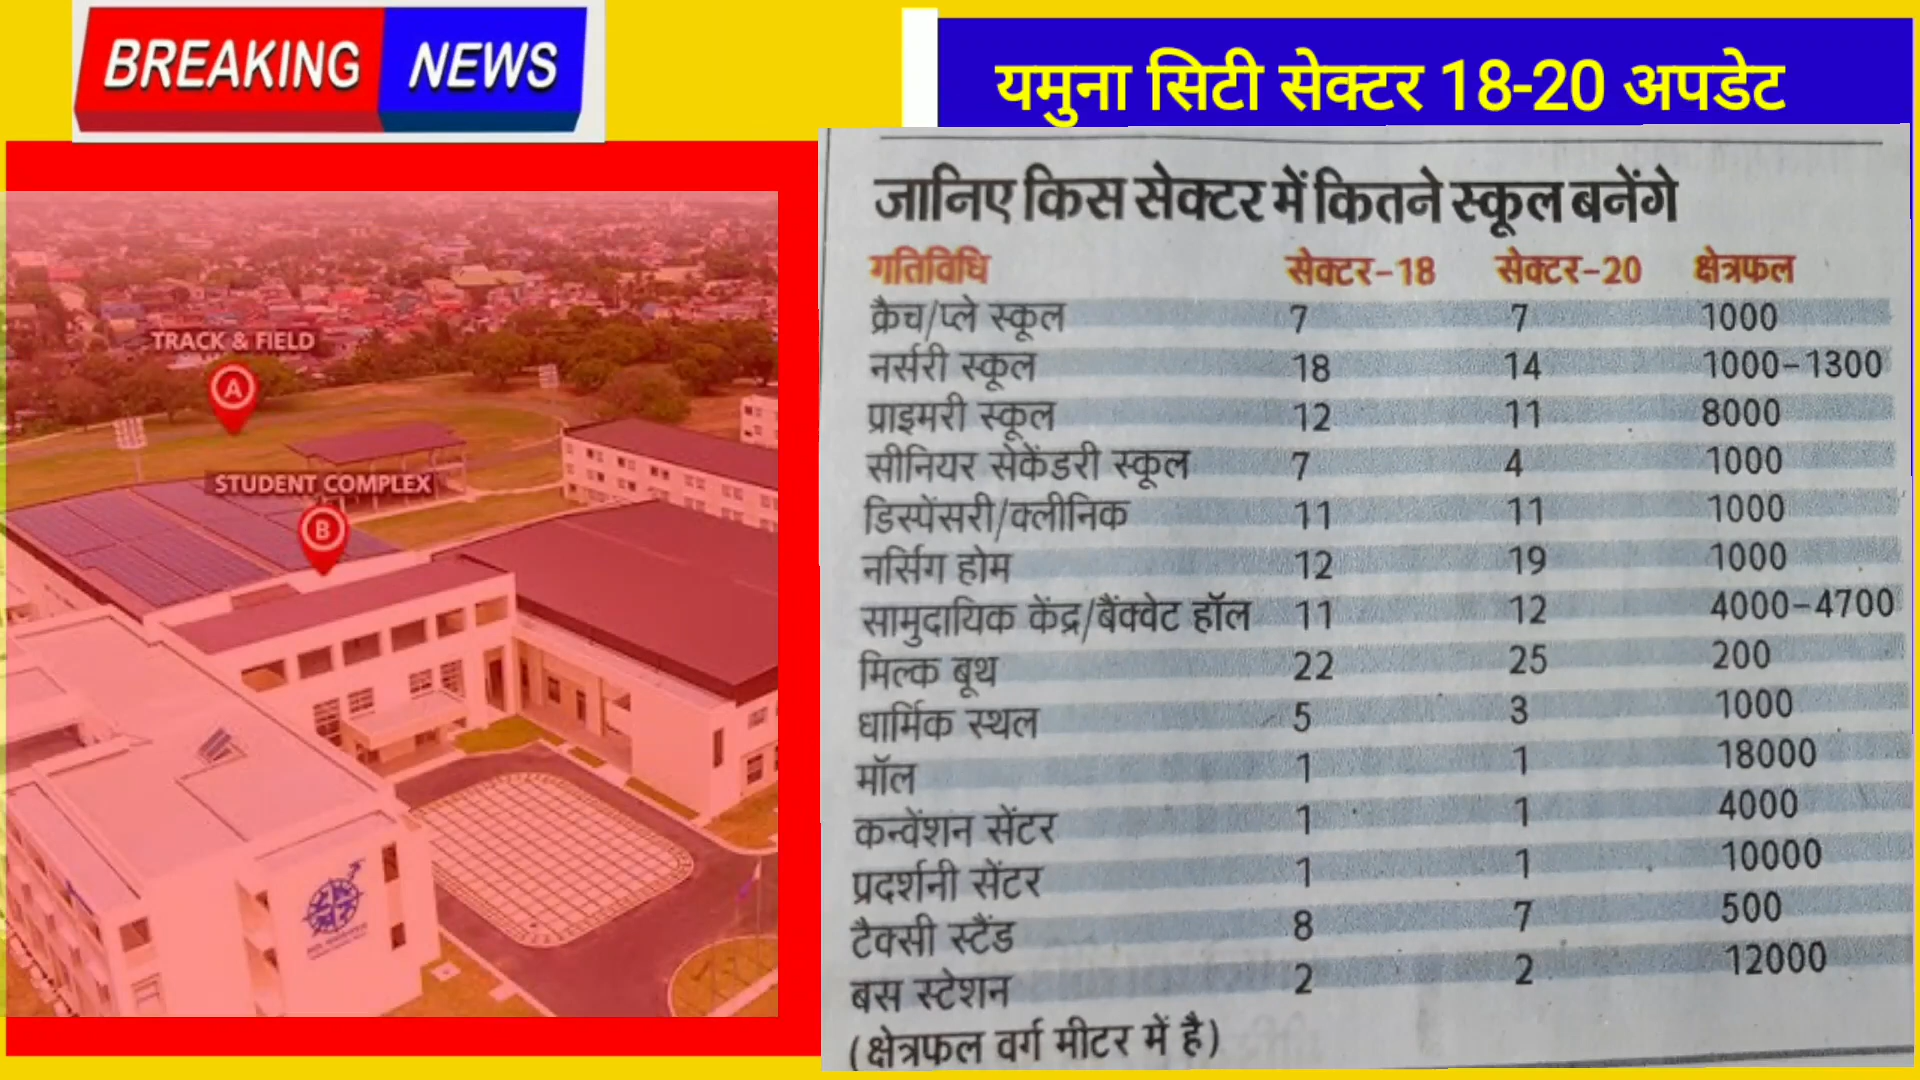 BREAKING NEWS
यमुना सिटी सेक्टर 18-20 अपडेट
TRACK & FIELD
A
STUDENT COMPLEX
B
जानिए किस सेक्टर में कितने स्कूल बनेंगे
गतिविधि सेक्टर-18 सेक्टर-20 क्षेत्रफल
क्रैच/प्ले स्कूल 7 7 1000
नर्सरी स्कूल 18 14 1000-1300
प्राइमरी स्कूल 12 11 8000
सीनियर सेकेंडरी स्कूल 7 4 1000
डिस्पेंसरी/क्लीनिक 11 11 1000
नर्सिग होम 12 19 1000
सामुदायिक केंद्र/बैंक्वेट हॉल 11 12 4000-4700
मिल्क बूथ 22 25 200
धार्मिक स्थल 5 3 1000
मॉल 1 1 18000
कन्वेंशन सेंटर 1 1 4000
प्रदर्शनी सेंटर 1 1 10000
टैक्सी स्टैंड 8 7 500
बस स्टेशन 2 2 12000
(क्षेत्रफल वर्ग मीटर में है)